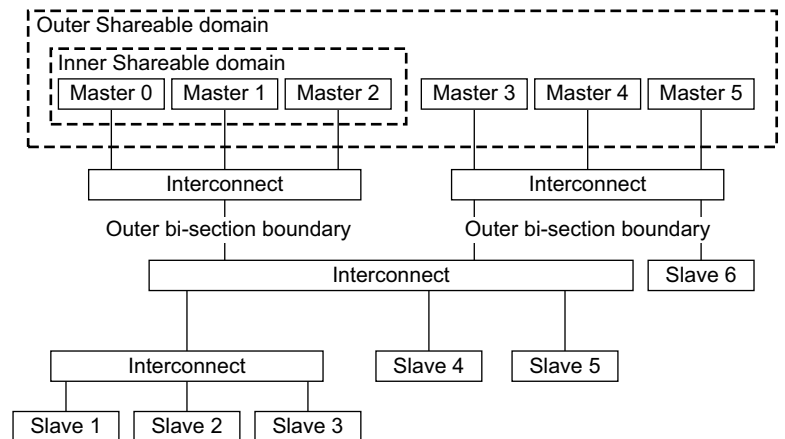 Outer Shareable domain
Inner Shareable domain
Master 0
Master 1
Master 2
Master 3
Master 4
Master 5
Interconnect
Interconnect
Outer bi-section boundary
Outer bi-section boundary
Interconnect
Slave 6
Interconnect
Slave 4
Slave 5
Slave 1
Slave 2
Slave 3